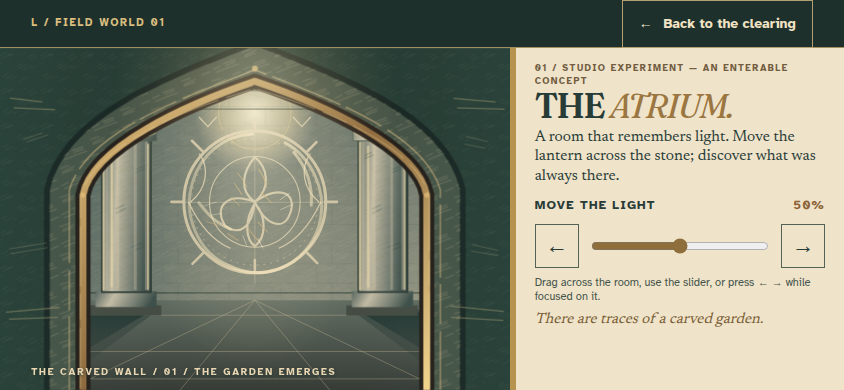 L / FIELD WORLD 01
← Back to the clearing
01 / STUDIO EXPERIMENT — AN ENTERABLE
CONCEPT
THE ATRIUM.
A room that remembers light. Move the
lantern across the stone; discover what was
always there.
MOVE THE LIGHT 50%
← →
Drag across the room, use the slider, or press ← → while
focused on it.
There are traces of a carved garden.
THE CARVED WALL / 01 / THE GARDEN EMERGES